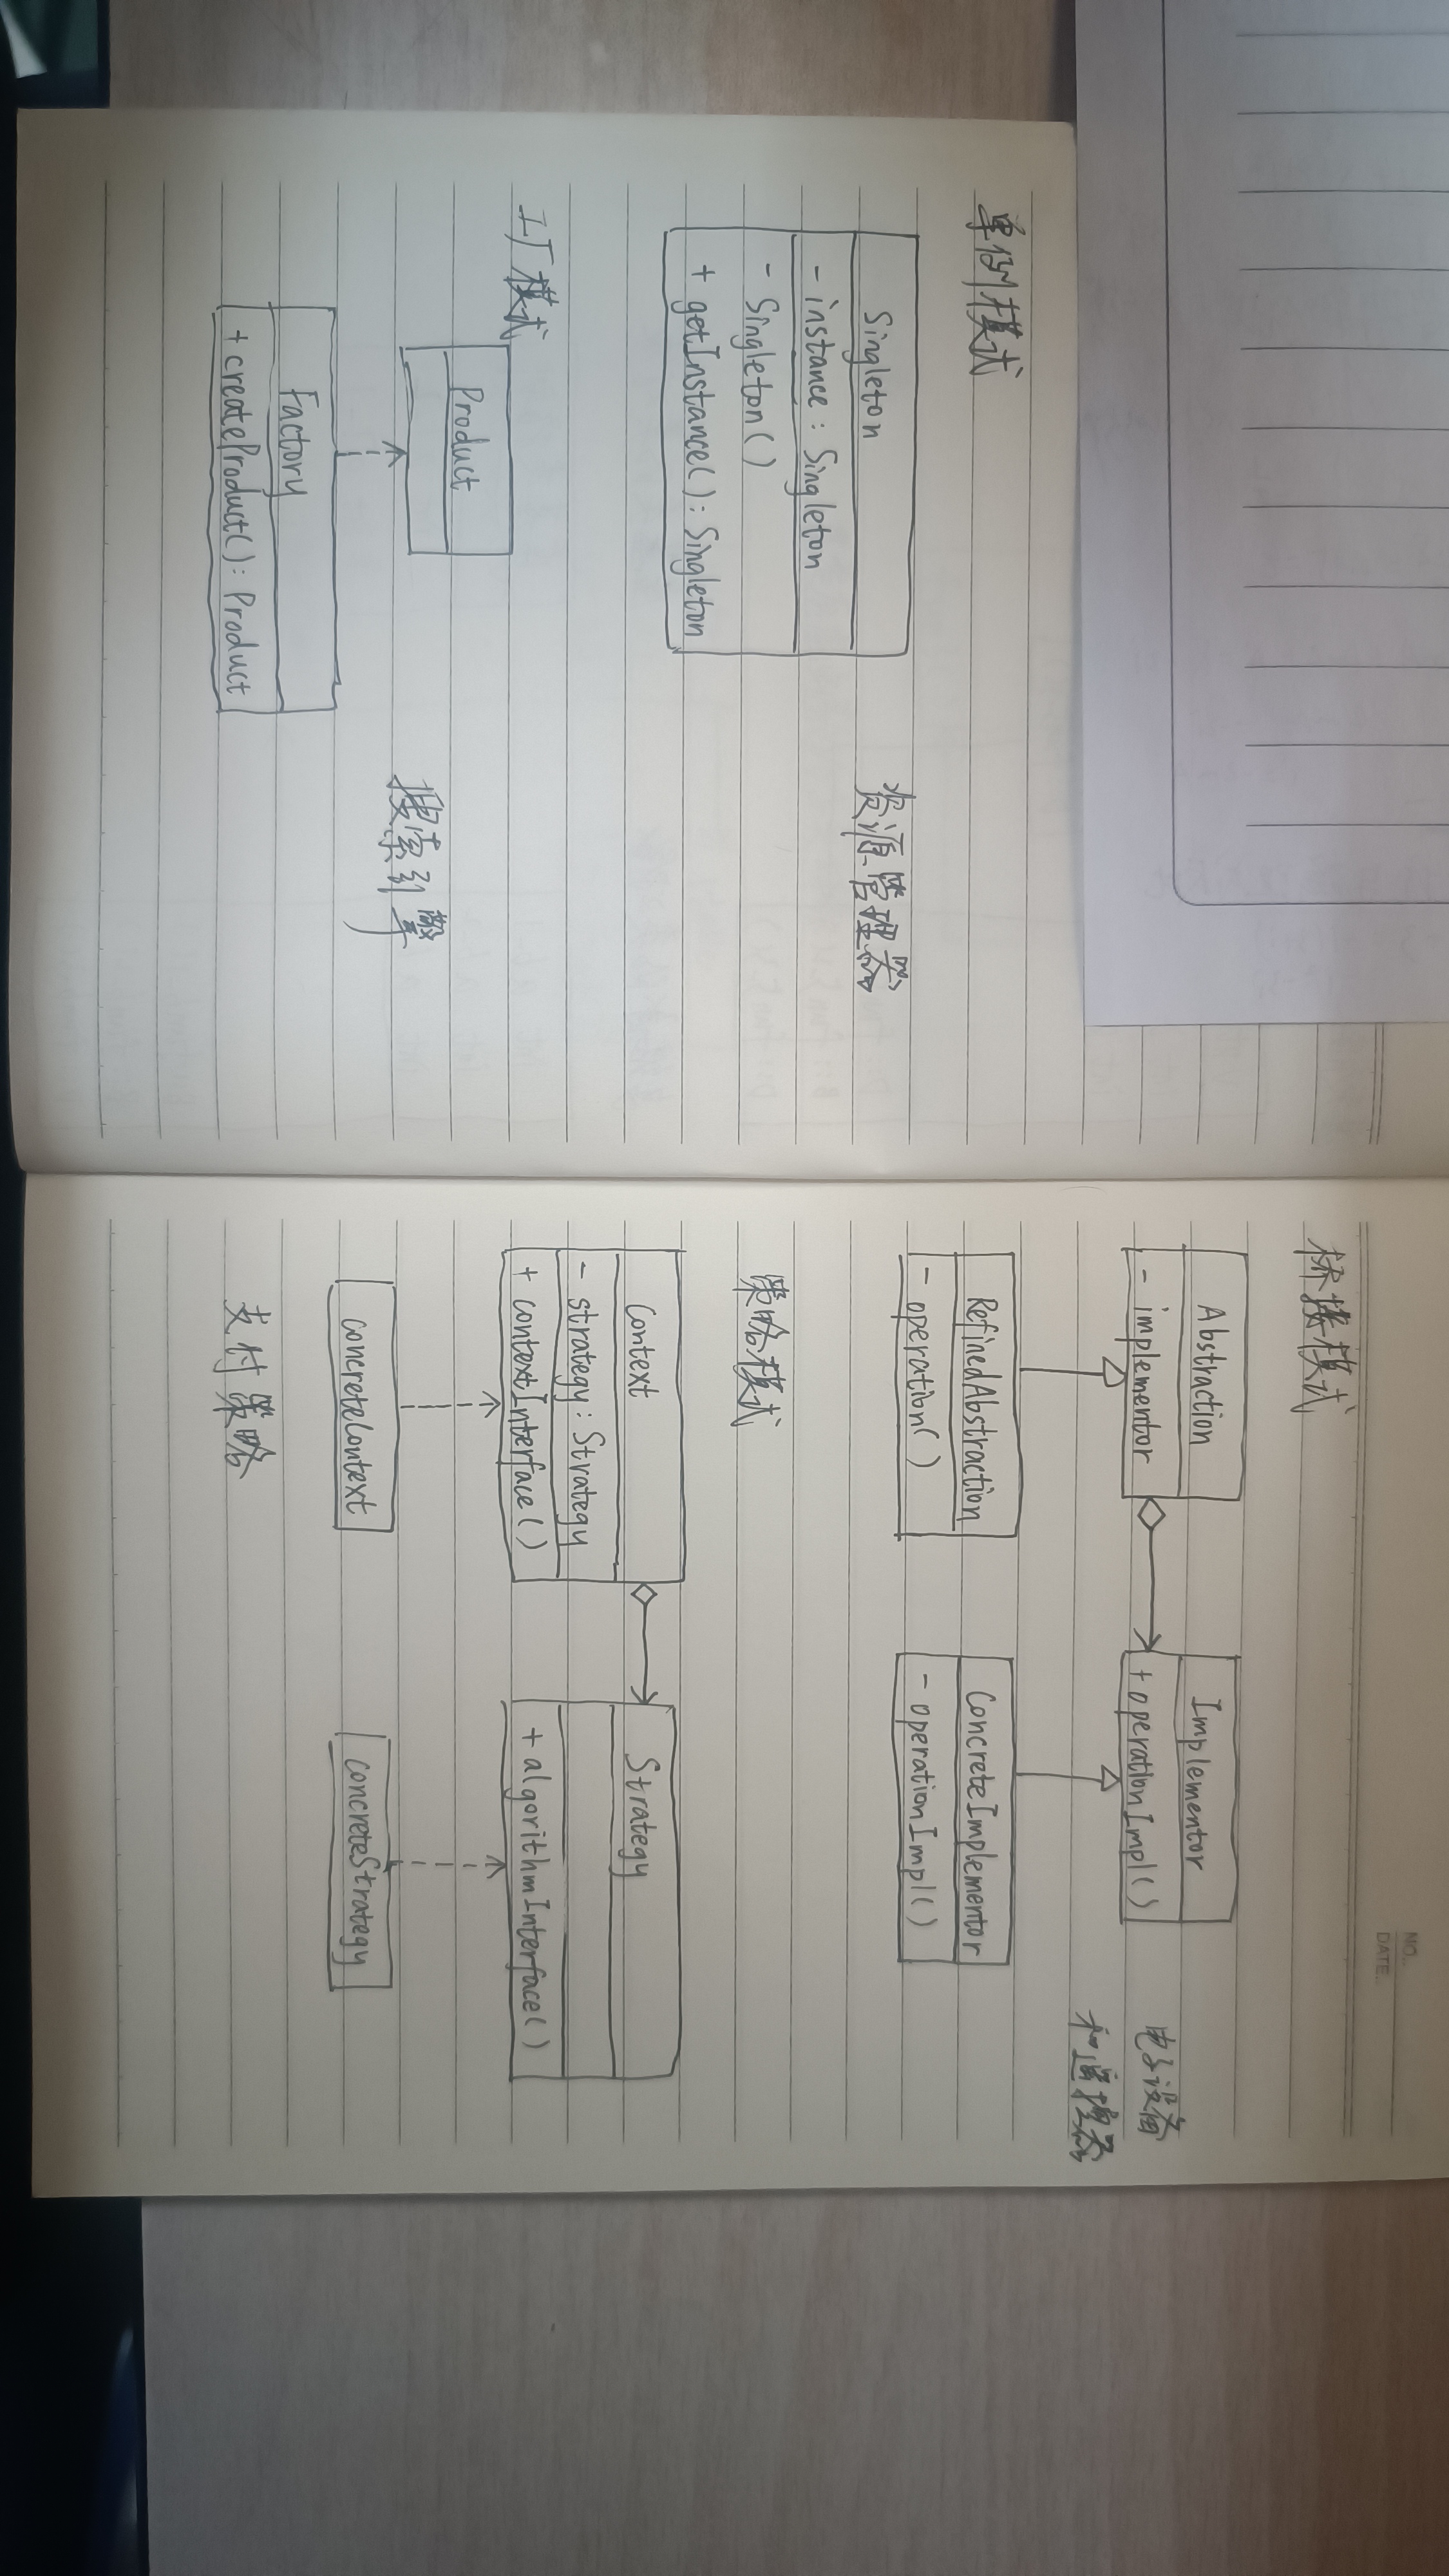 单例模式
Singleton
- instance : Singleton
- Singleton()
+ getInstance() : Singleton
资源管理器
工厂模式
Product
Factory
+ createProduct() : Product
搜索引擎
NO.
DATE.
桥接模式
Abstraction
- implementor
Implementor
+ operationImpl()
电子设备
和遥控器
RefinedAbstraction
- operation()
ConcreteImplementor
- operationImpl()
策略模式
Context
- strategy : Strategy
+ contextInterface()
Strategy
+ algorithmInterface()
ConcreteContext
ConcreteStrategy
支付策略